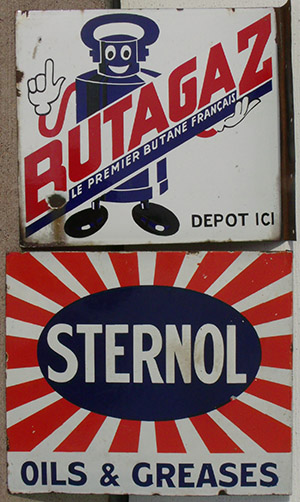 BUTAGAZ
LE PREMIER BUTANE FRANÇAIS
DEPOT ICI
STERNOL
OILS & GREASES